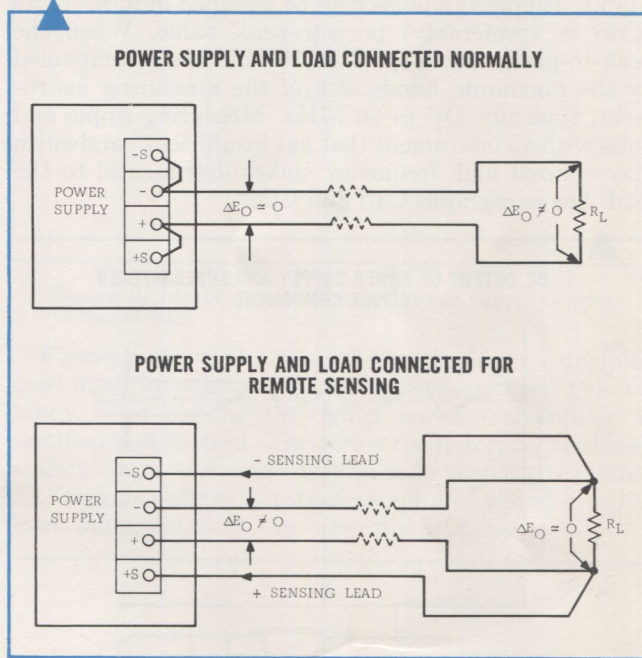 POWER SUPPLY AND LOAD CONNECTED NORMALLY
-S
-
+
+S
POWER
SUPPLY
ΔE_O ≃ O
ΔE_O ≠ O
R_L
POWER SUPPLY AND LOAD CONNECTED FOR
REMOTE SENSING
-S
-
+
+S
POWER
SUPPLY
- SENSING LEAD
ΔE_O ≠ O
+ SENSING LEAD
ΔE_O ≃ O
R_L